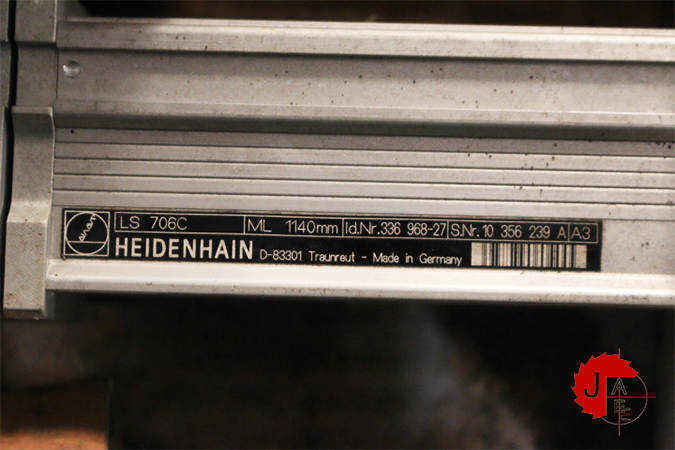 LS 706C ML 1140mm Id.Nr.336 968-27 S.Nr. 10 356 239 A A3
HEIDENHAIN D-83301 Traunreut - Made in Germany
J